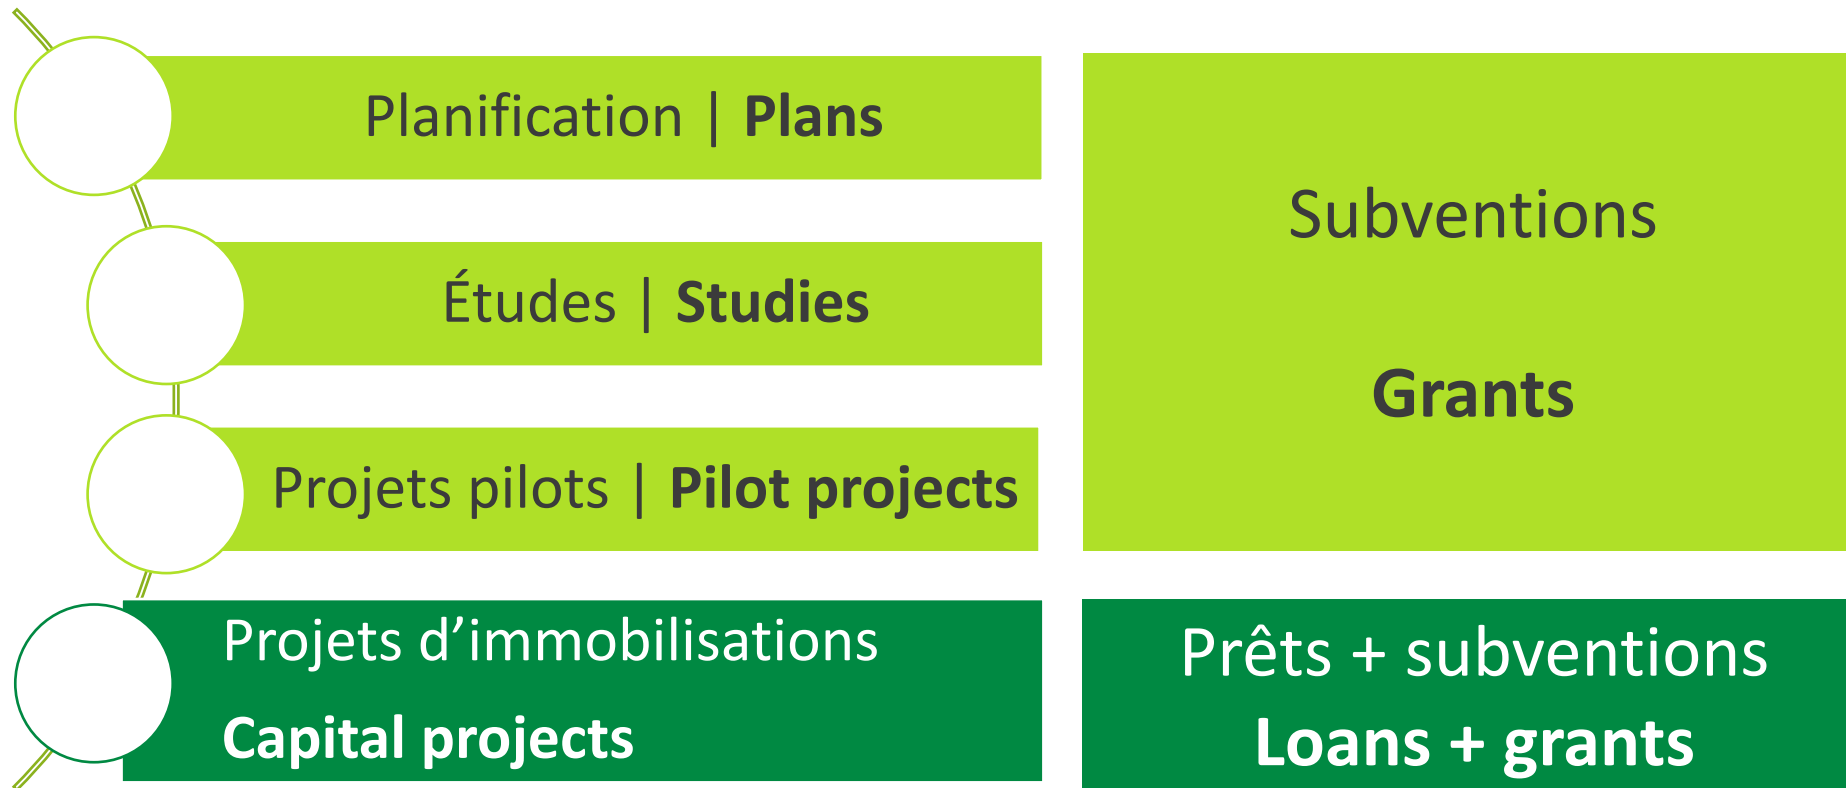 Planification | Plans
Études | Studies
Projets pilots | Pilot projects
Projets d’immobilisations
Capital projects
Subventions
Grants
Prêts + subventions
Loans + grants